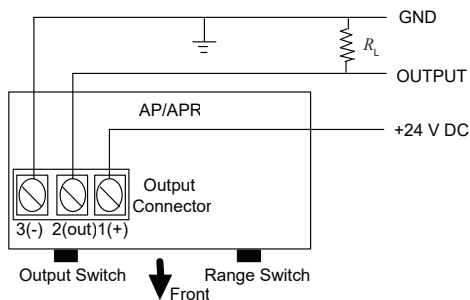 GND
R_L
OUTPUT
AP/APR
+24 V DC
Output
Connector
3(-) 2(out) 1(+)
Output Switch
Range Switch
Front